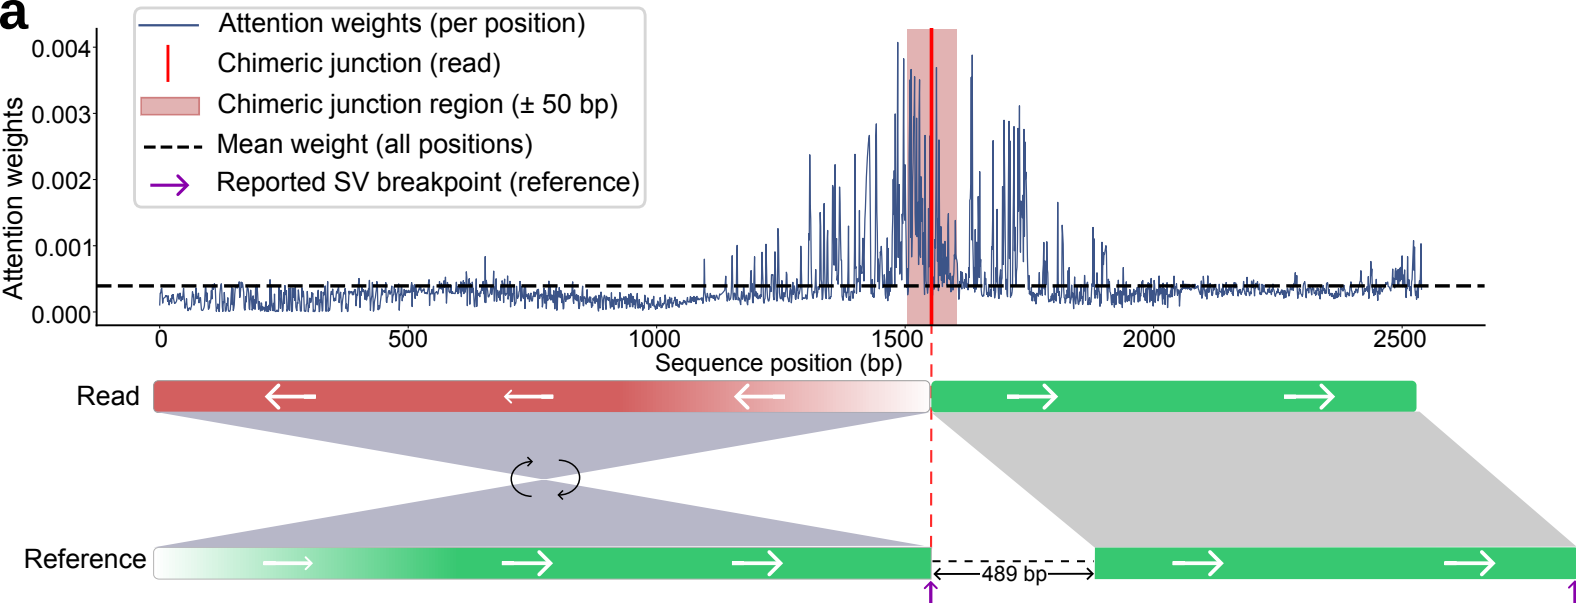 a
Attention weights (per position)
Chimeric junction (read)
Chimeric junction region (± 50 bp)
Mean weight (all positions)
Reported SV breakpoint (reference)
Attention weights
0.004
0.003
0.002
0.001
0.000
0 500 1000 1500 2000 2500
Sequence position (bp)
Read
Reference
489 bp